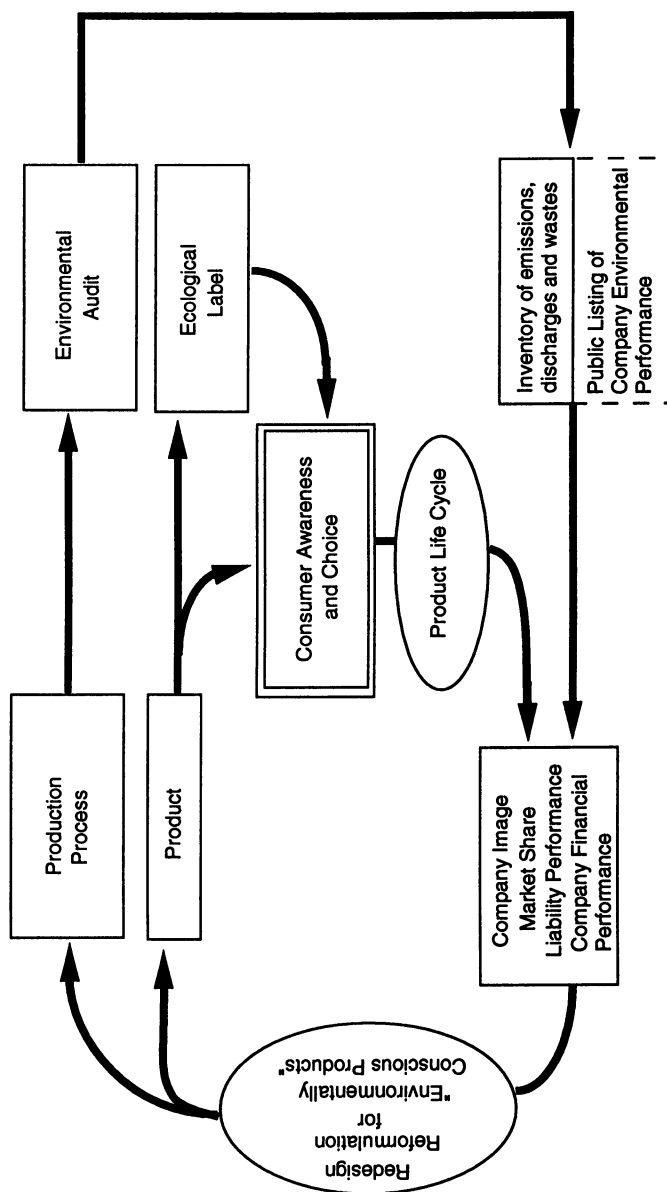 Production
Process
Environmental
Audit
Product
Ecological
Label
Consumer Awareness
and Choice
Product Life Cycle
Redesign
Reformulation
for
"Environmentally
Conscious Products"
Company Image
Market Share
Liability Performance
Company Financial
Performance
Inventory of emissions,
discharges and wastes
Public Listing of
Company Environmental
Performance